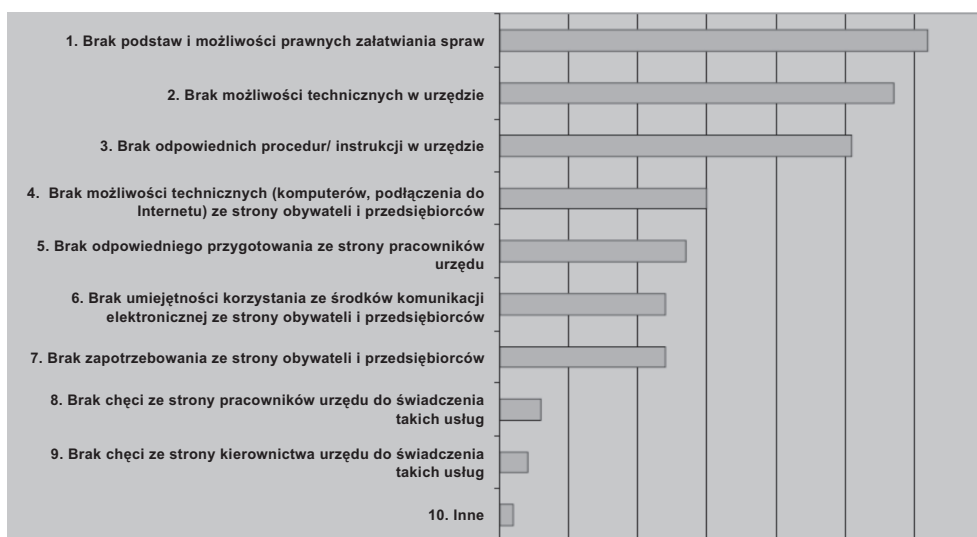 1. Brak podstaw i możliwości prawnych załatwiania spraw
2. Brak możliwości technicznych w urzędzie
3. Brak odpowiednich procedur/ instrukcji w urzędzie
4. Brak możliwości technicznych (komputerów, podłączenia do
Internetu) ze strony obywateli i przedsiębiorców
5. Brak odpowiedniego przygotowania ze strony pracowników
urzędu
6. Brak umiejętności korzystania ze środków komunikacji
elektronicznej ze strony obywateli i przedsiębiorców
7. Brak zapotrzebowania ze strony obywateli i przedsiębiorców
8. Brak chęci ze strony pracowników urzędu do świadczenia
takich usług
9. Brak chęci ze strony kierownictwa urzędu do świadczenia
takich usług
10. Inne